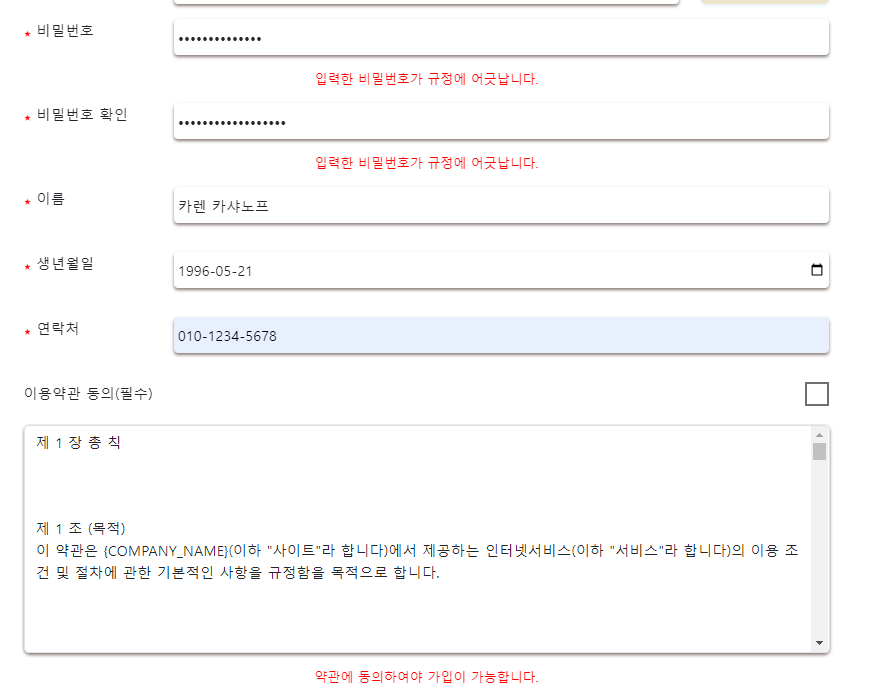 * 비밀번호
••••••••••••••
입력한 비밀번호가 규정에 어긋납니다.
* 비밀번호 확인
••••••••••••••••••
입력한 비밀번호가 규정에 어긋납니다.
* 이름
카렌 카샤노프
* 생년월일
1996-05-21
* 연락처
010-1234-5678
이용약관 동의(필수)
제 1 장 총 칙
제 1 조 (목적)
이 약관은 {COMPANY_NAME}(이하 "사이트"라 합니다)에서 제공하는 인터넷서비스(이하 "서비스"라 합니다)의 이용 조
건 및 절차에 관한 기본적인 사항을 규정함을 목적으로 합니다.
약관에 동의하여야 가입이 가능합니다.